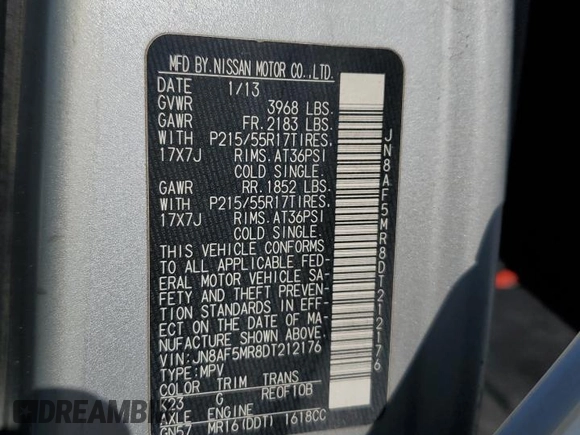 MFD BY.NISSAN MOTOR CO.,LTD.
DATE 1/13
GVWR 3968 LBS.
GAWR FR.2183 LBS.
WITH P215/55R17TIRES.
17X7J RIMS.AT36PSI
COLD SINGLE.
GAWR RR.1852 LBS.
WITH P215/55R17TIRES.
17X7J RIMS.AT36PSI
COLD SINGLE.
THIS VEHICLE CONFORMS
TO ALL APPLICABLE FED-
ERAL MOTOR VEHICLE SA-
FETY AND THEFT PREVEN-
TION STANDARDS IN EFF-
ECT ON THE DATE OF MA-
NUFACTURE SHOWN ABOVE.
VIN:JN8AF5MR8DT212176
TYPE:MPV
COLOR TRIM TRANS
K23 G RE0F10B
AXLE ENGINE
GN57 MR16(DDT) 1618CC
JN8AF5MR8DT212176
DREAMBID.COM